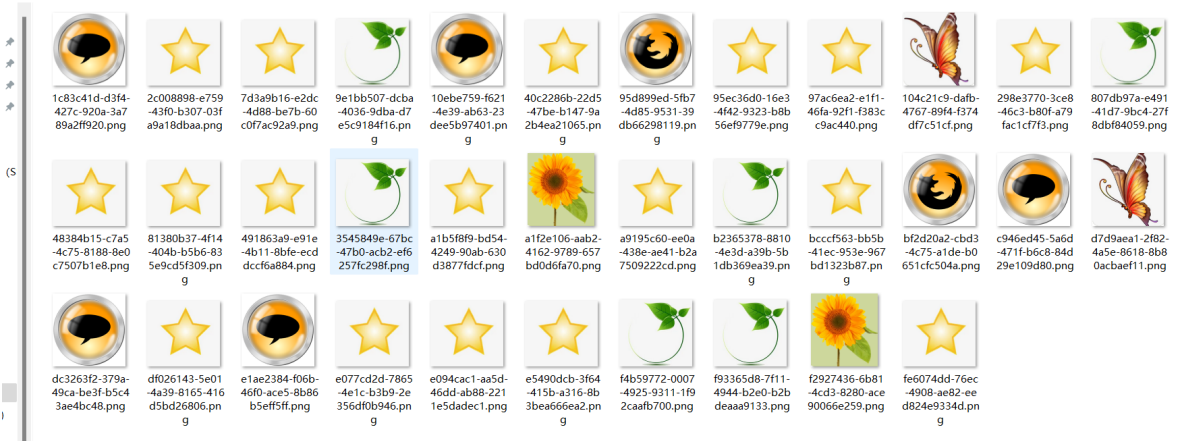 1c83c41d-d3f4-
427c-920a-3a7
89a2ff920.png
2c008898-e759
-43f0-b307-03f
a9a18dbaa.png
7d3a9b16-e2dc
-4d88-be7b-60
c0f7ac92a9.png
9e1bb507-dcba
-4036-9dba-d7
e5c9184f16.pn
g
10ebe759-f621
-4e39-ab63-23
dee5b97401.pn
g
40c2286b-22d5
-47be-b147-9a
2b4ea21065.pn
g
95d899ed-5fb7
-4d85-9531-39
db66298119.pn
g
95ec36d0-16e3
-4f42-9323-b8b
56ef9779e.png
97ac6ea2-e1f1-
46fa-92f1-f383c
c9ac440.png
104c21c9-dafb-
4767-89f4-f374
df7c51cf.png
298e3770-3ce8
-46c3-b80f-a79
fac1cf7f3.png
807db97a-e491
-41d7-9bc4-27f
8dbf84059.png
(S
48384b15-c7a5
-4c75-8188-8e0
c7507b1e8.png
81380b37-4f14
-404b-b5b6-83
5e9cd5f309.pn
g
491863a9-e91e
-4b11-8bfe-ecd
dccf6a884.png
3545849e-67bc
-47b0-acb2-ef6
257fc298f.png
a1b5f8f9-bd54-
4249-90ab-630
d3877fdcf.png
a1f2e106-aab2-
4162-9789-657
bd0d6fa70.png
a9195c60-ee0a
-438e-ae41-b2a
7509222cd.png
b2365378-8810
-4e3d-a39b-5b
1db369ea39.pn
g
bcccf563-bb5b
-41ec-953e-967
bd1323b87.pn
g
bf2d20a2-cbd3
-4c75-a1de-b0
651cfc504a.png
c946ed45-5a6d
-471f-b6c8-84d
29e109d80.png
d7d9aea1-2f82-
4a5e-8618-8b8
0acbaef11.png
dc3263f2-379a-
49ca-be3f-b5c4
3ae4bc48.png
df026143-5e01
-4a39-8165-416
d5bd26806.pn
g
e1ae2384-f06b-
46f0-ace5-8b86
b5eff5ff.png
e077cd2d-7865
-4e1c-b3b9-2e
356df0b946.pn
g
e094cac1-aa5d-
46dd-ab88-221
1e5dadec1.png
e5490dcb-3f64
-415b-a316-8b
3bea666ea2.pn
g
f4b59772-0007
-4925-9311-1f9
2caafb700.png
f93365d8-7f11-
4944-b2e0-b2b
deaaa9133.png
f2927436-6b81
-4cd3-8280-ace
90066e259.png
fe6074dd-76ec
-4908-ae82-ee
d824e9334d.pn
g
)